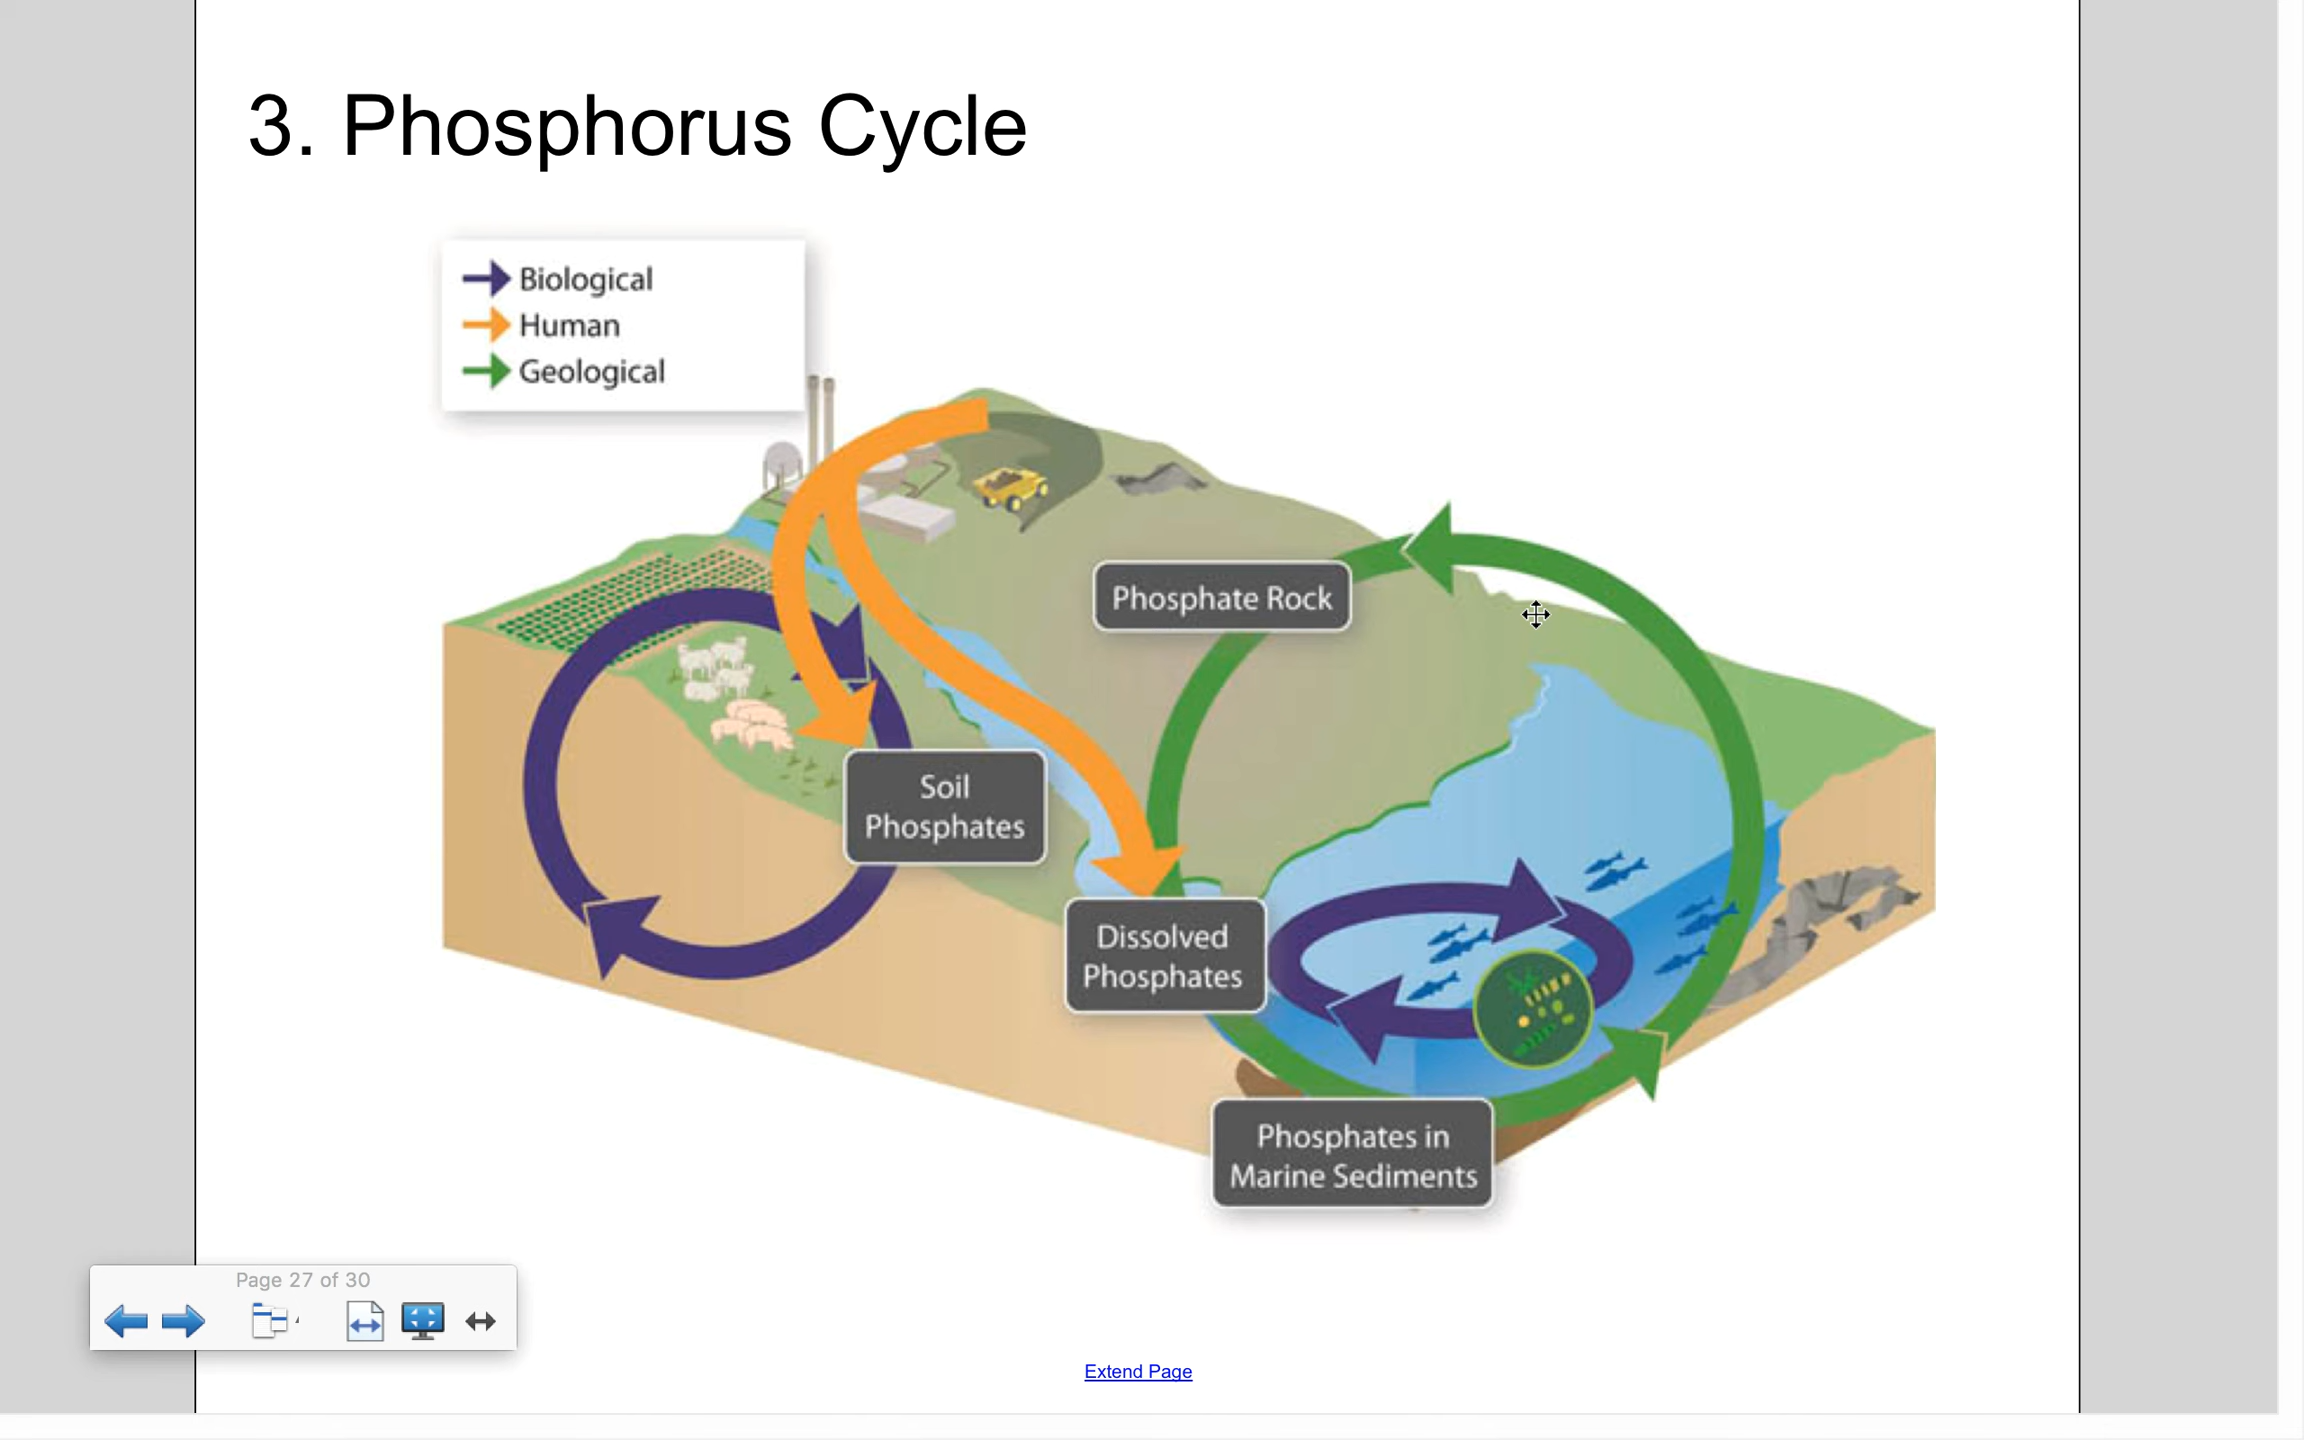 3. Phosphorus Cycle
Biological
Human
Geological
Phosphate Rock
Soil
Phosphates
Dissolved
Phosphates
Phosphates in
Marine Sediments
Page 27 of 30
Extend Page